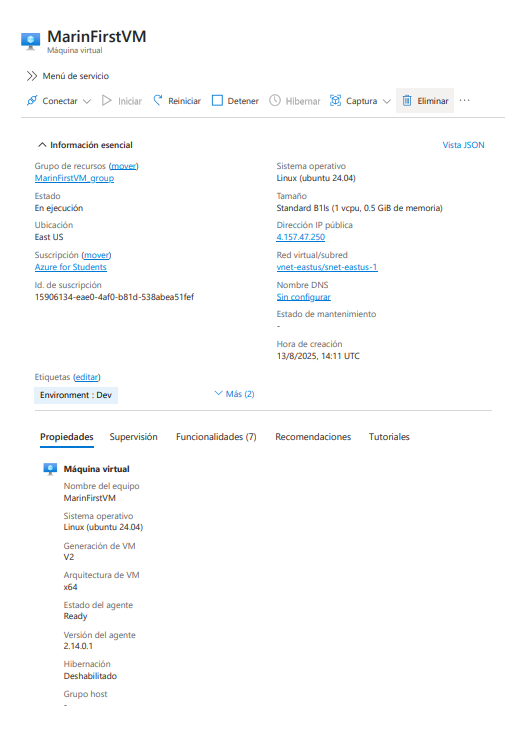 MarinFirstVM
Máquina virtual
Menú de servicio
Conectar Iniciar Reiniciar Detener Hibernar Captura Eliminar ...
Información esencial Vista JSON
Grupo de recursos (mover)
MarinFirstVM_group
Estado
En ejecución
Ubicación
East US
Suscripción (mover)
Azure for Students
Id. de suscripción
15906134-eae0-4af0-b81d-538abea51fef
Sistema operativo
Linux (ubuntu 24.04)
Tamaño
Standard B1ls (1 vcpu, 0.5 GiB de memoria)
Dirección IP pública
4.157.47.250
Red virtual/subred
vnet-eastus/snet-eastus-1
Nombre DNS
Sin configurar
Estado de mantenimiento
-
Hora de creación
13/8/2025, 14:11 UTC
Etiquetas (editar)
Environment : Dev Más (2)
Propiedades Supervisión Funcionalidades (7) Recomendaciones Tutoriales
Máquina virtual
Nombre del equipo
MarinFirstVM
Sistema operativo
Linux (ubuntu 24.04)
Generación de VM
V2
Arquitectura de VM
x64
Estado del agente
Ready
Versión del agente
2.14.0.1
Hibernación
Deshabilitado
Grupo host
-